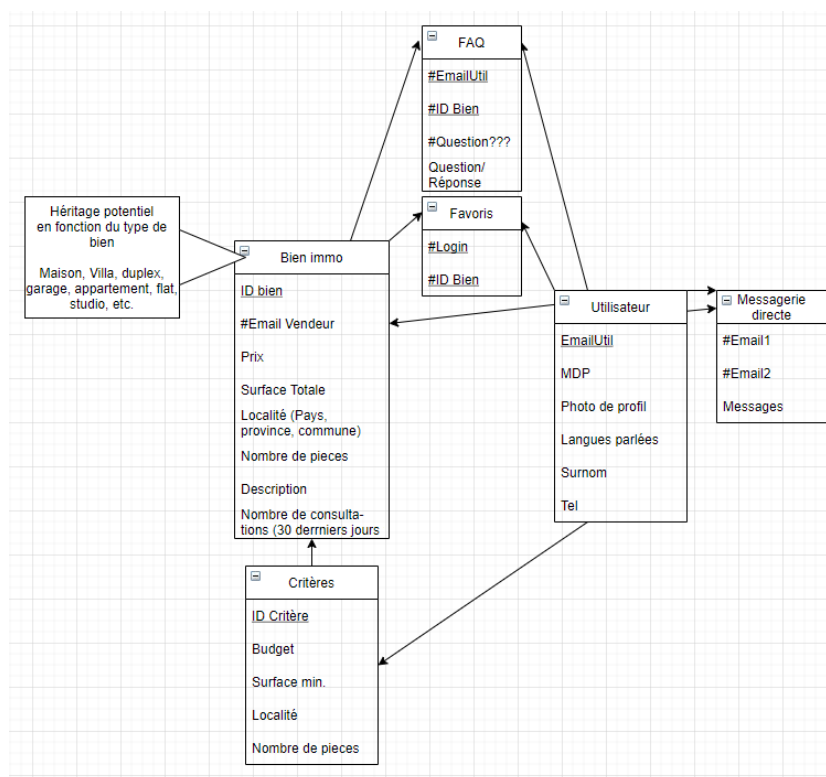 FAQ
#EmailUtil
#ID Bien
#Question???
Question/
Réponse
Favoris
#Login
#ID Bien
Héritage potentiel
en fonction du type de
bien
Maison, Villa, duplex,
garage, appartement, flat,
studio, etc.
Bien immo
ID bien
#Email Vendeur
Prix
Surface Totale
Localité (Pays,
province, commune)
Nombre de pieces
Description
Nombre de consulta-
tions (30 derrniers jours
Utilisateur
EmailUtil
MDP
Photo de profil
Langues parlées
Surnom
Tel
Messagerie
directe
#Email1
#Email2
Messages
Critères
ID Critère
Budget
Surface min.
Localité
Nombre de pieces